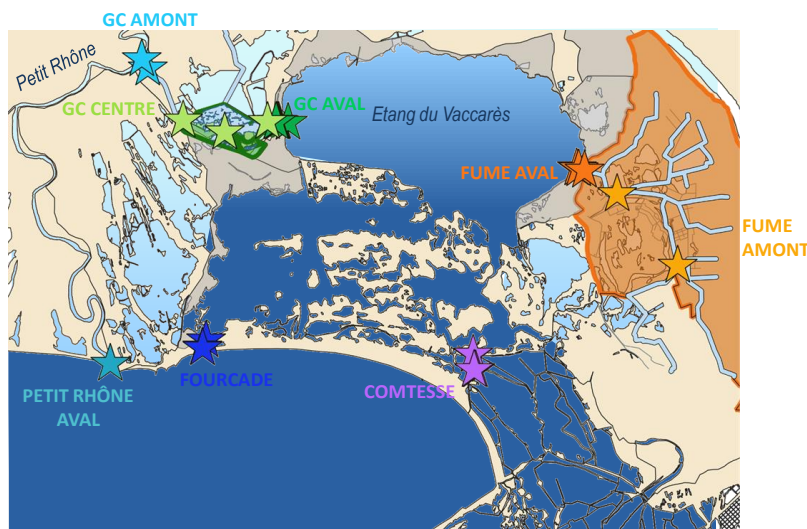 GC AMONT
Petit Rhône
GC CENTRE
GC AVAL
Etang du Vaccarès
FUME AVAL
FUME
AMONT
FOURCADE
COMTESSE
PETIT RHÔNE
AVAL